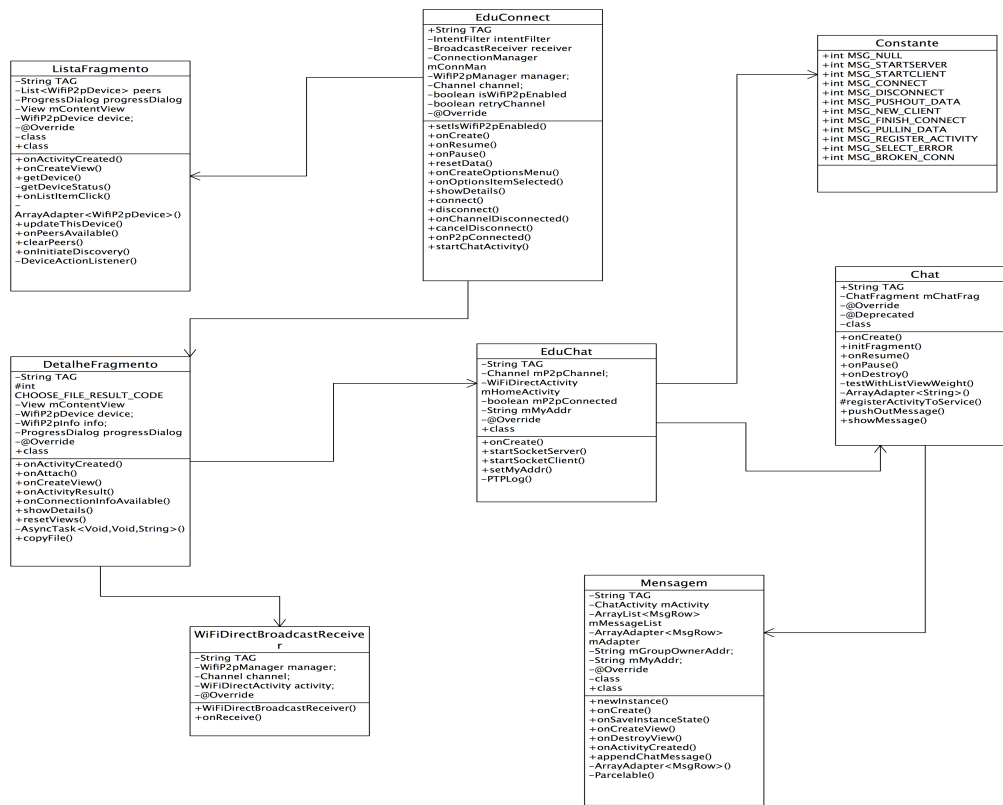 EduConnect
+String TAG
-IntentFilter intentFilter
-BroadcastReceiver receiver
-ConnectionManager
mConnMan
-WifiP2pManager manager;
-Channel channel;
-boolean isWifiP2pEnabled
-boolean retryChannel
-@Override
+setIsWifiP2pEnabled()
+onCreate()
+onResume()
+onPause()
+resetData()
+onCreateOptionsMenu()
+onOptionsItemSelected()
+showDetails()
+connect()
+disconnect()
+onChannelDisconnected()
+cancelDisconnect()
+onP2pConnected()
+startChatActivity()
ListaFragmento
-String TAG
-List<WifiP2pDevice> peers
-ProgressDialog progressDialog
-View mContentView
-WifiP2pDevice device;
-@Override
-class
+class
+onActivityCreated()
+onCreateView()
+getDevice()
-getDeviceStatus()
+onListItemClick()
-
ArrayAdapter<WifiP2pDevice>()
+updateThisDevice()
+onPeersAvailable()
+clearPeers()
+onInitiateDiscovery()
-DeviceActionListener()
Constante
+int MSG_NULL
+int MSG_STARTSERVER
+int MSG_STARTCLIENT
+int MSG_CONNECT
+int MSG_DISCONNECT
+int MSG_PUSHOUT_DATA
+int MSG_NEW_CLIENT
+int MSG_FINISH_CONNECT
+int MSG_PULLIN_DATA
+int MSG_REGISTER_ACTIVITY
+int MSG_SELECT_ERROR
+int MSG_BROKEN_CONN
Chat
+String TAG
-ChatFragment mChatFrag
-@Override
-@Deprecated
-class
+onCreate()
+initFragment()
+onResume()
+onPause()
+onDestroy()
-testWithListViewWeight()
-ArrayAdapter<String>()
#registerActivityToService()
+pushOutMessage()
+showMessage()
DetalheFragmento
-String TAG
#int
CHOOSE_FILE_RESULT_CODE
-View mContentView
-WifiP2pDevice device;
-WifiP2pInfo info;
-ProgressDialog progressDialog
-@Override
+class
+onActivityCreated()
+onAttach()
+onCreateView()
+onActivityResult()
+onConnectionInfoAvailable()
+showDetails()
+resetViews()
-AsyncTask<Void,Void,String>()
+copyFile()
EduChat
-String TAG
-Channel mP2pChannel;
-WiFiDirectActivity
mHomeActivity
-boolean mP2pConnected
-String mMyAddr
-@Override
+class
+onCreate()
+startSocketServer()
+startSocketClient()
+setMyAddr()
-PTPLog()
WiFiDirectBroadcastReceive
r
-String TAG
-WifiP2pManager manager;
-Channel channel;
-WiFiDirectActivity activity;
-@Override
+WiFiDirectBroadcastReceiver()
+onReceive()
Mensagem
-String TAG
-ChatActivity mActivity
-ArrayList<MsgRow>
mMessageList
-ArrayAdapter<MsgRow>
mAdapter
-String mGroupOwnerAddr;
-String mMyAddr;
-@Override
-class
+class
+newInstance()
+onCreate()
+onSaveInstanceState()
+onCreateView()
+onDestroyView()
+onActivityCreated()
+appendChatMessage()
-ArrayAdapter<MsgRow>()
-Parcelable()